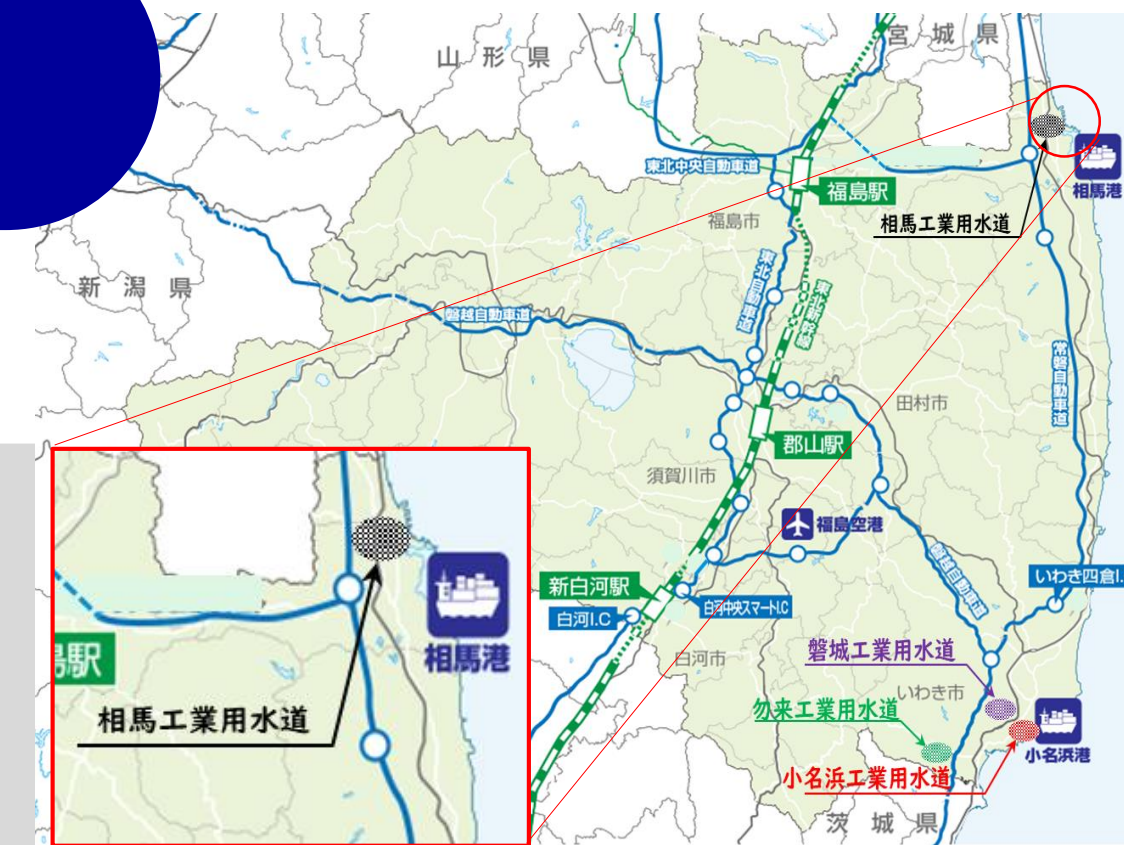 山形県
宮城県
東北中央自動車道
福島駅
相馬港
福島市
相馬工業用水道
新潟県
東北自動車道
東北新幹線
磐越自動車道
常磐自動車道
田村市
郡山駅
須賀川市
福島空港
磐越自動車道
新白河駅
いわき四倉I.
白河I.C
白河中央スマートI.C
白河市
磐城工業用水道
いわき市
勿来工業用水道
小名浜港
小名浜工業用水道
茨城県
島駅
相馬港
相馬工業用水道